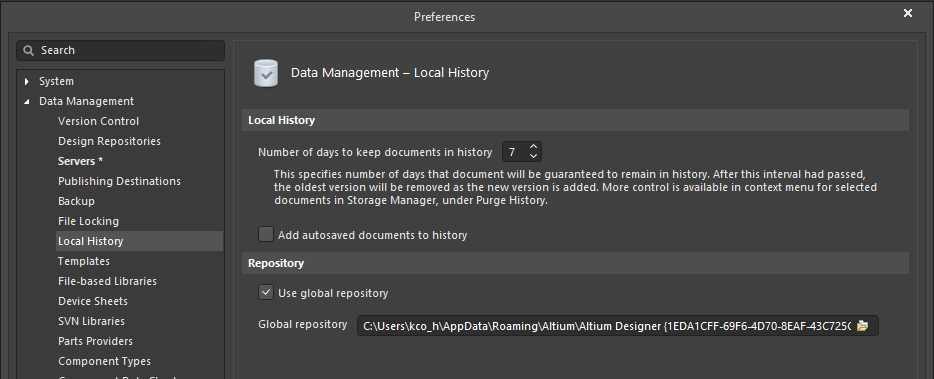 Preferences
Search
System
Data Management
Version Control
Design Repositories
Servers *
Publishing Destinations
Backup
File Locking
Local History
Templates
File-based Libraries
Device Sheets
SVN Libraries
Parts Providers
Component Types
Data Management – Local History
Local History
Number of days to keep documents in history 7
This specifies number of days that document will be guaranteed to remain in history. After this interval had passed,
the oldest version will be removed as the new version is added. More control is available in context menu for selected
documents in Storage Manager, under Purge History.
Add autosaved documents to history
Repository
Use global repository
Global repository C:\Users\kco_h\AppData\Roaming\Altium\Altium Designer {1EDA1CFF-69F6-4D70-8EAF-43C725C